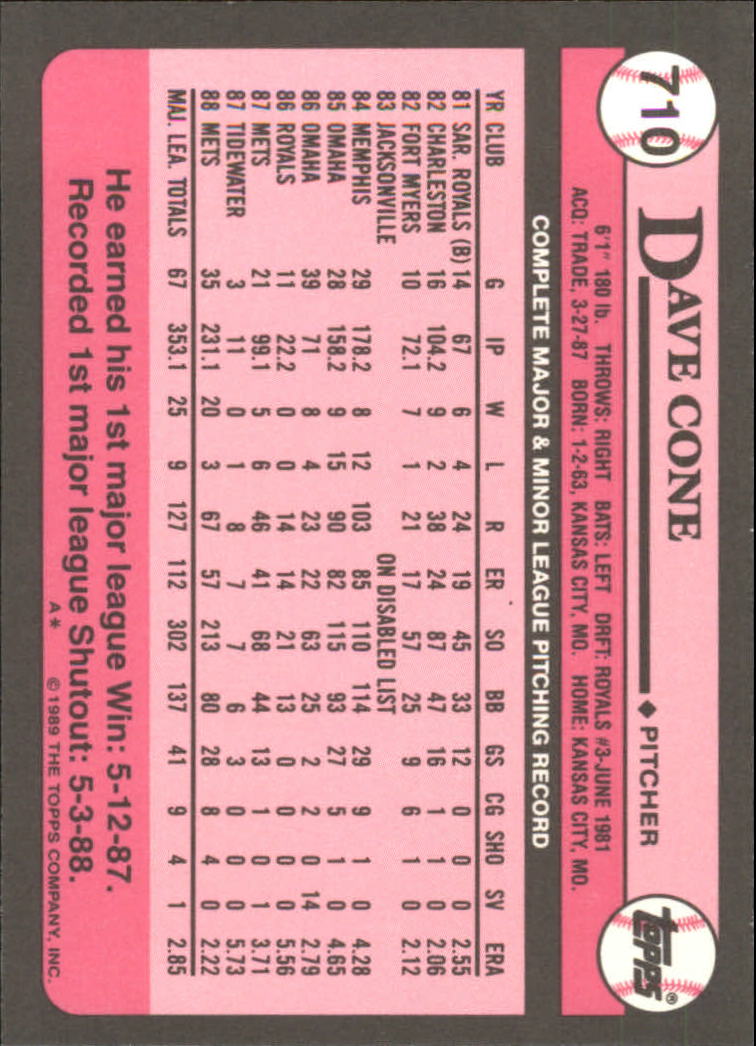 710
DAVE CONE
◆ PITCHER
TOPPS®
6'1" 180 lb. THROWS: RIGHT BATS: LEFT DRFT: ROYALS #3-JUNE 1981
ACQ: TRADE, 3-27-87 BORN: 1-2-63, KANSAS CITY, MO. HOME: KANSAS CITY, MO.
COMPLETE MAJOR & MINOR LEAGUE PITCHING RECORD
YR CLUB G IP W L R ER SO BB GS CG SHO SV ERA
81 SAR. ROYALS (B) 14 67 6 4 24 19 45 33 12 0 0 0 2.55
82 CHARLESTON 16 104.2 9 2 38 24 87 47 16 1 1 0 2.06
82 FORT MYERS 10 72.1 7 1 21 17 57 25 9 6 1 0 2.12
83 JACKSONVILLE ON DISABLED LIST
84 MEMPHIS 29 178.2 8 12 103 85 110 114 29 9 1 0 4.28
85 OMAHA 28 158.2 9 15 90 82 115 93 27 5 1 0 4.65
86 OMAHA 39 71 8 4 23 22 63 25 2 2 0 14 2.79
86 ROYALS 11 22.2 0 0 14 14 21 13 0 0 0 0 5.56
87 METS 21 99.1 5 6 46 41 68 44 13 1 0 1 3.71
87 TIDEWATER 3 11 0 1 8 7 7 6 3 0 0 0 5.73
88 METS 35 231.1 20 3 67 57 213 80 28 8 4 0 2.22
MAJ. LEA. TOTALS 67 353.1 25 9 127 112 302 137 41 9 4 1 2.85
He earned his 1st major league Win: 5-12-87.
Recorded 1st major league Shutout: 5-3-88.
A* © 1989 THE TOPPS COMPANY, INC.